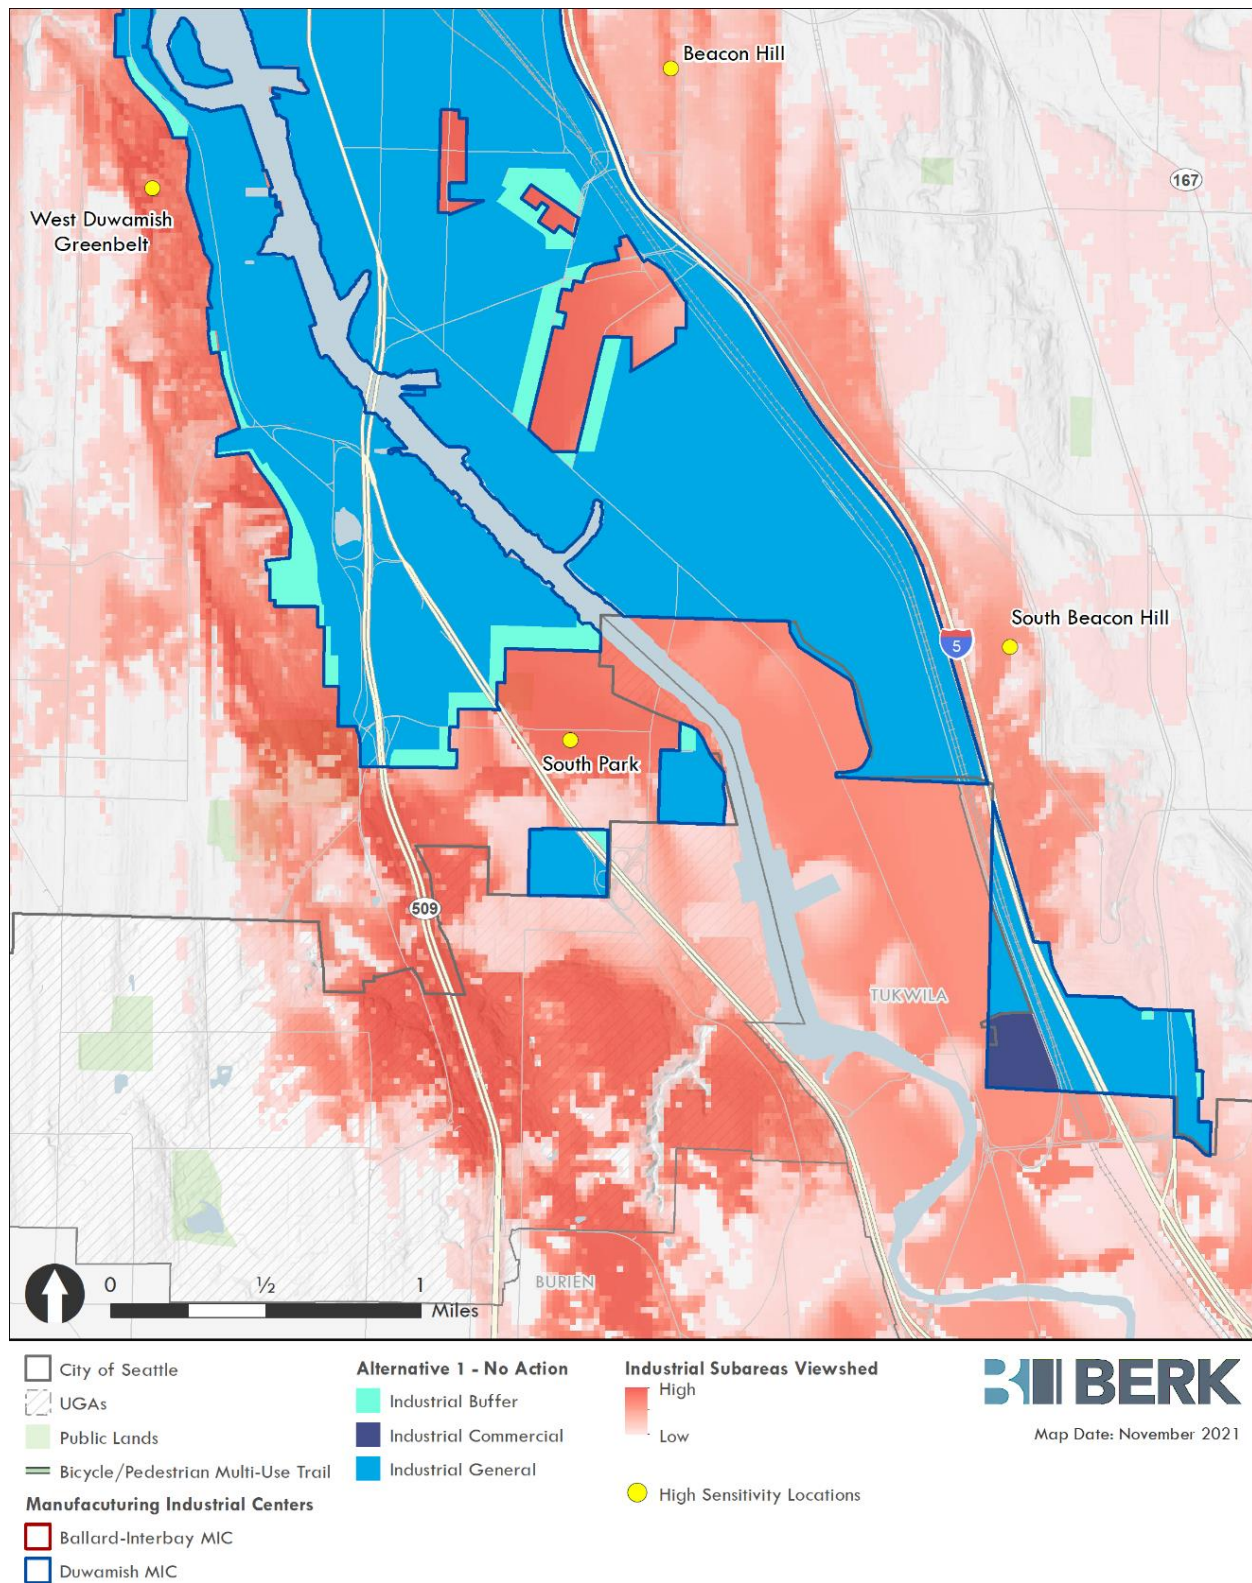 Beacon Hill
167
West Duwamish
Greenbelt
South Beacon Hill
5
South Park
509
TUKWILA
BURIEN
0 ½ 1
Miles
City of Seattle
UGAs
Public Lands
Bicycle/Pedestrian Multi-Use Trail
Manufacuturing Industrial Centers
Ballard-Interbay MIC
Duwamish MIC
Alternative 1 - No Action
Industrial Buffer
Industrial Commercial
Industrial General
Industrial Subareas Viewshed
High
Low
High Sensitivity Locations
BERK
Map Date: November 2021